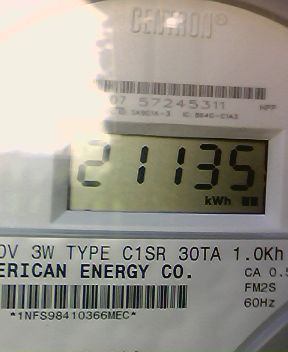 CENTRON®
07 57245311
21135
kWh
0V 3W TYPE C1SR 30TA 1.0Kh
ERICAN ENERGY CO.
CA 0.5
FM2S
60Hz
*1NFS98410366MEC*